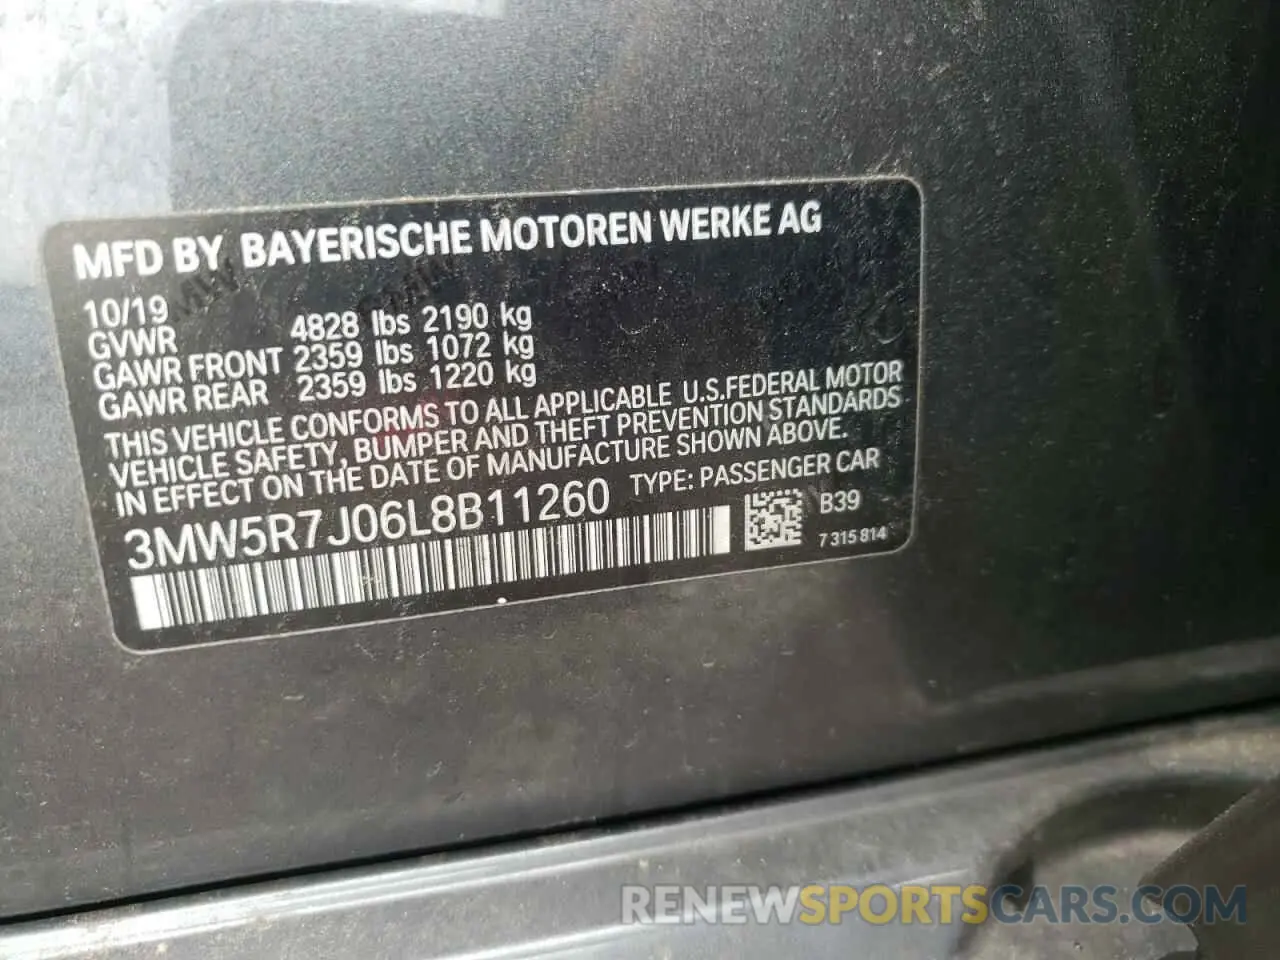 MFD BY BAYERISCHE MOTOREN WERKE AG
10/19
GVWR 4828 lbs 2190 kg
GAWR FRONT 2359 lbs 1072 kg
GAWR REAR 2359 lbs 1220 kg
THIS VEHICLE CONFORMS TO ALL APPLICABLE U.S.FEDERAL MOTOR
VEHICLE SAFETY, BUMPER AND THEFT PREVENTION STANDARDS
IN EFFECT ON THE DATE OF MANUFACTURE SHOWN ABOVE.
3MW5R7J06L8B11260 TYPE: PASSENGER CAR
B39
7 315 814
RENEWSPORTSCARS.COM